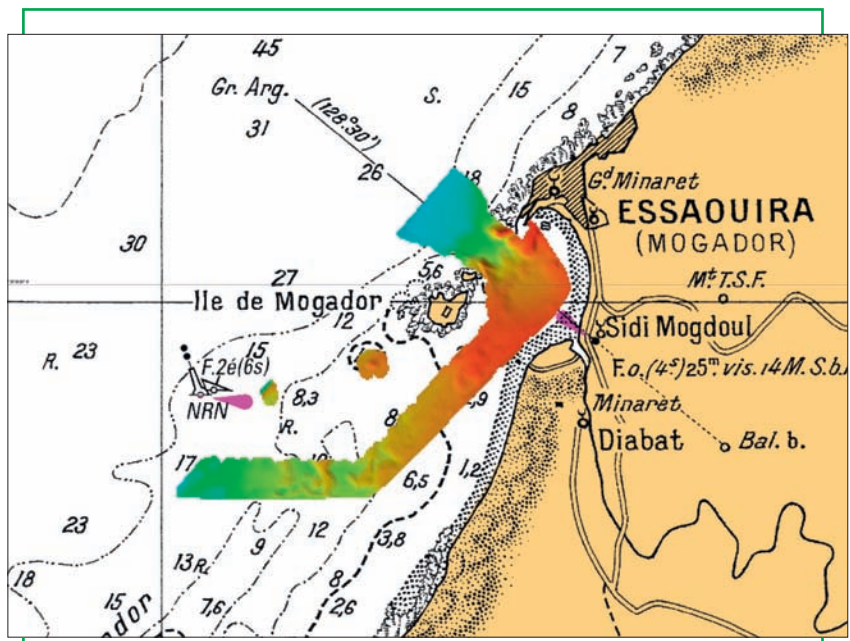 45
7
Gr. Arg.
S.
15
(128°.30')
31
8
26
18
Gd Minaret
ESSAOUIRA
(MOGADOR)
30
5,6
27
Mt T.S.F.
Ile de Mogador
12
Sidi Mogdoul
R. 23
15
F.2é(6s)
F.o.(4s)25m. vis. 14 M. S.b.
NRN
8,3
8
,9
Minaret
R.
Diabat
Bal. b.
17
10
6,5
1,2
23
9
12
3,8
13 R.
18
8
15
7,6
2,6
ador